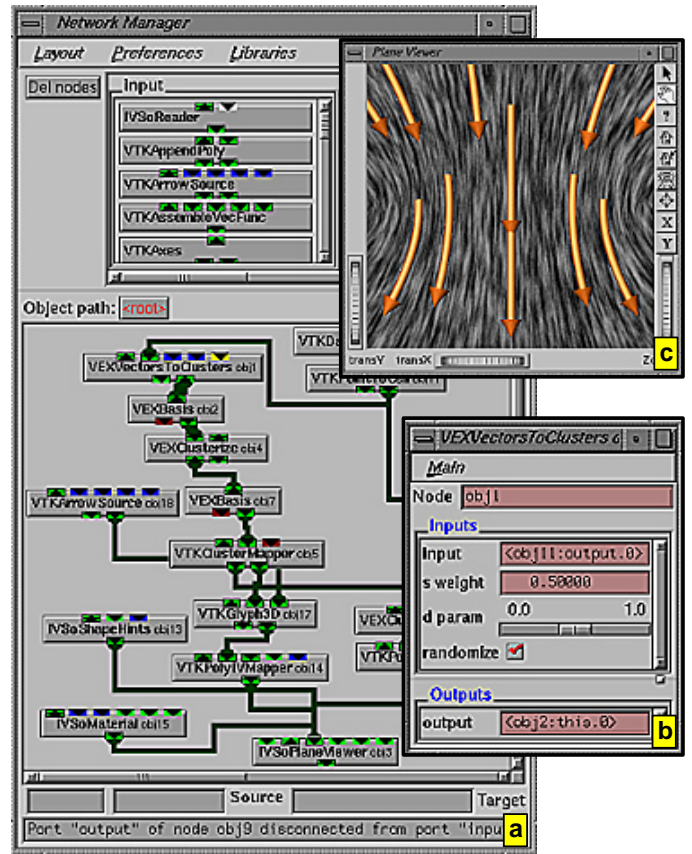 Network Manager
Layout Preferences Libraries
Del nodes
Input
IVSoReader
VTKAppendPoly
VTKArrowSource
VTKAssembleVecFunc
VTKAxes
Object path: <root>
VEXVectorsToClusters obj1
VEXBasis obj2
VEXClusterize obj4
VTKArrowSource obj18
VEXBasis obj7
VTKClusterMapper obj5
VTKGlyph3D obj17
IVSoShapeHints obj13
VTKPolyIVMapper obj14
IVSoMaterial obj15
IVSoPlaneViewer obj3
Source
Target
Port "output" of node obj9 disconnected from port "inpu
a
Plane Viewer
?
X
Y
transY transX
c
VEXVectorsToClusters
Main
Node obj1
Inputs
Input <obj11:output.0>
s weight 0.50000
d param 0.0 1.0
randomize
Outputs
output <obj2:this.0>
b